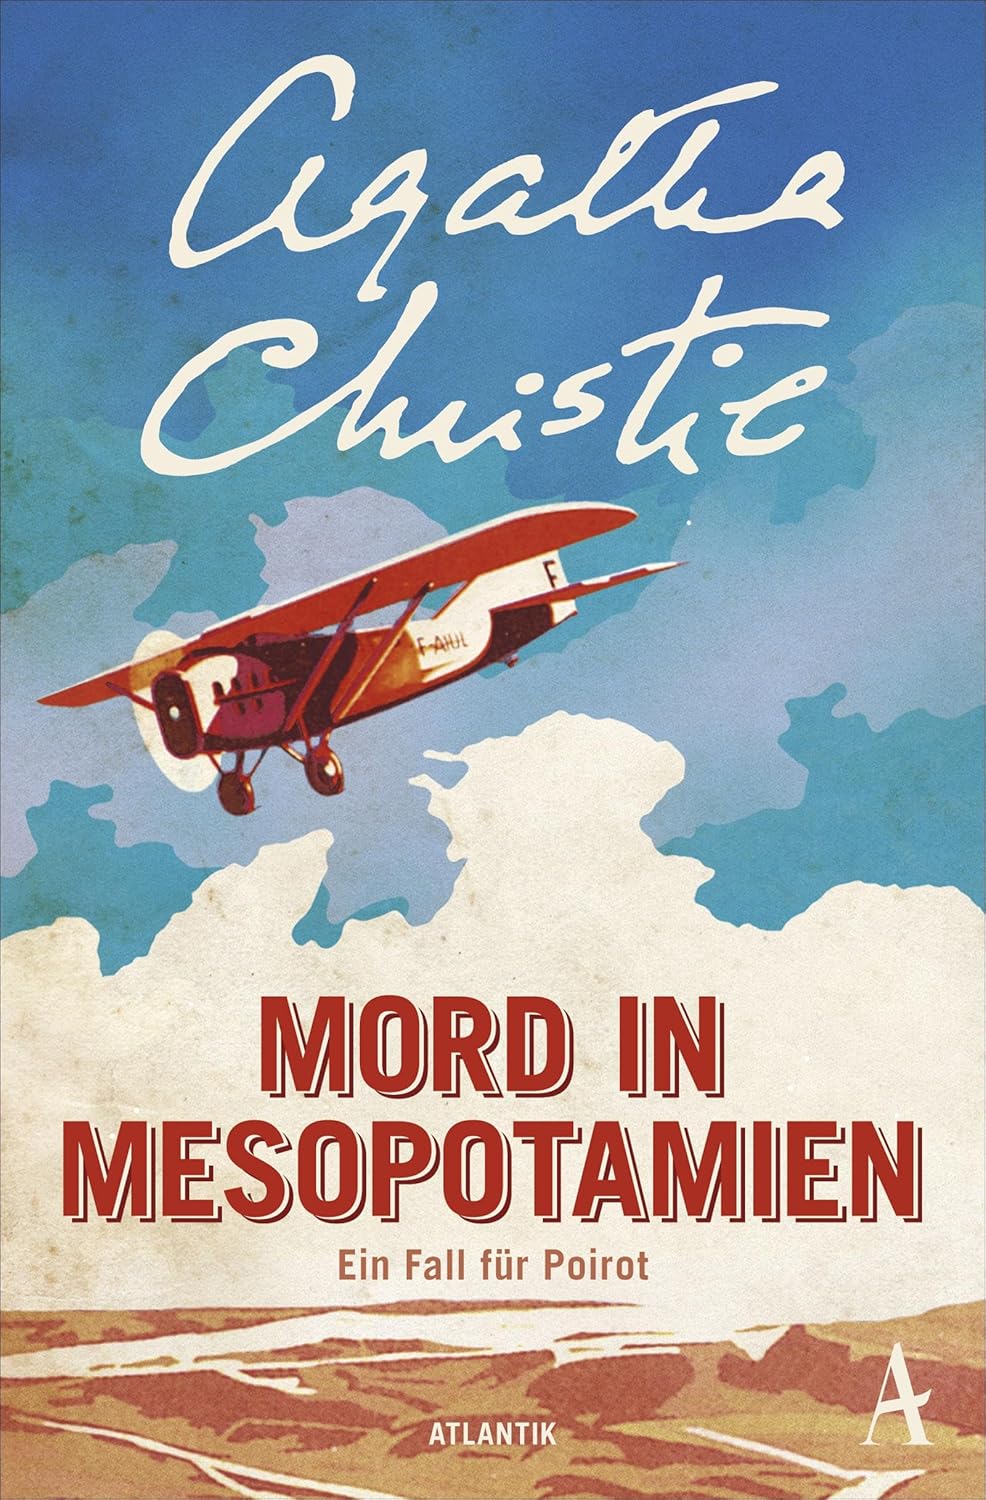 Agatha
Christie
F
F-AIUL
MORD IN
MESOPOTAMIEN
Ein Fall für Poirot
A
ATLANTIK